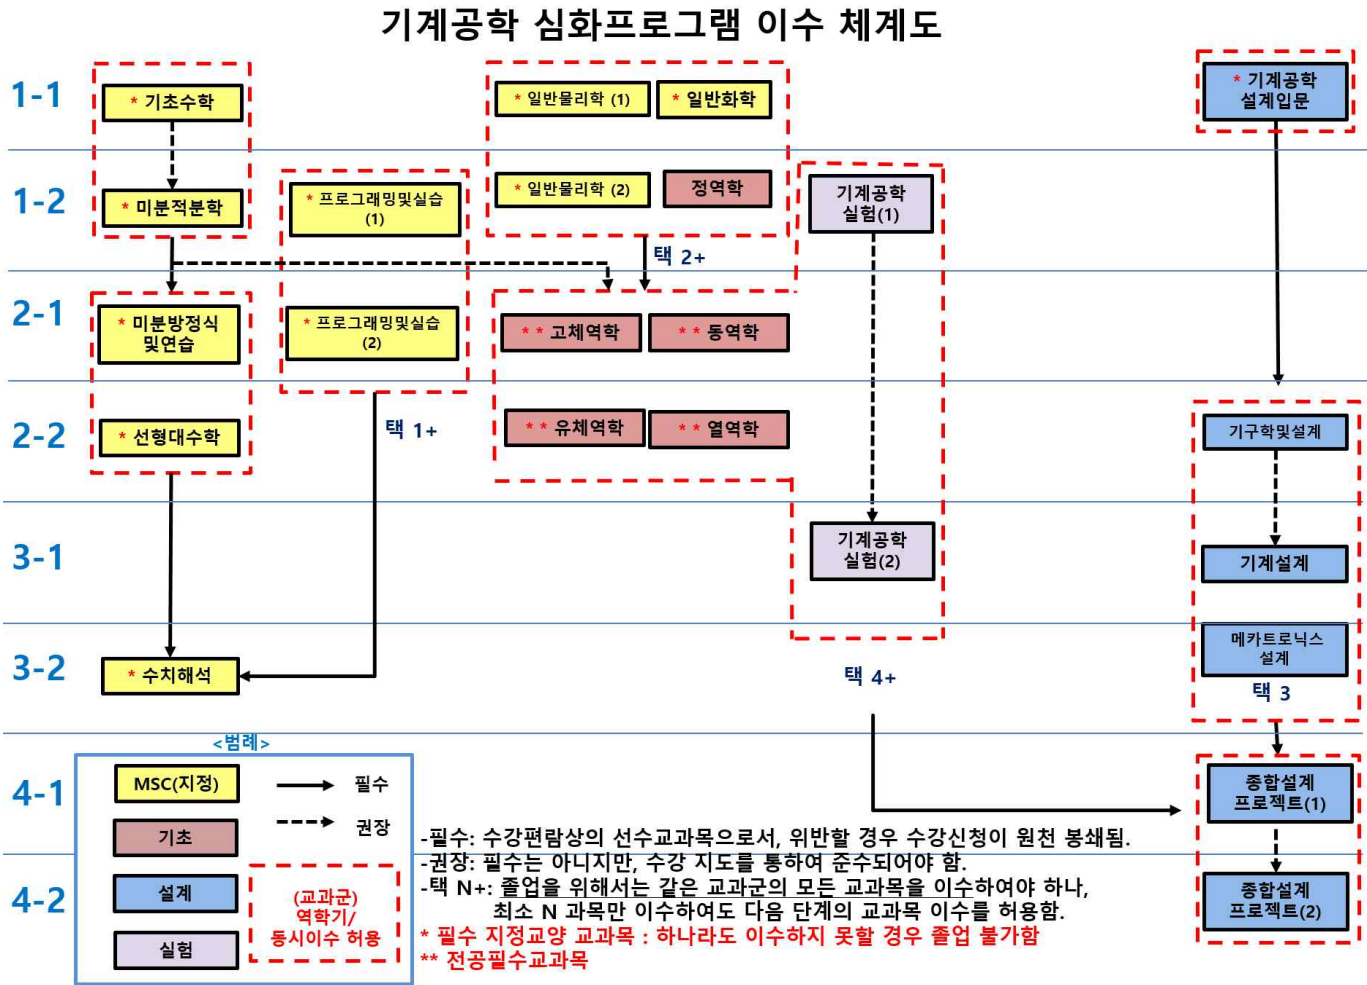 기계공학 심화프로그램 이수 체계도
1-1
* 기초수학
* 일반물리학 (1)
* 일반화학
* 기계공학
설계입문
1-2
* 미분적분학
* 프로그래밍및실습
(1)
* 일반물리학 (2)
정역학
기계공학
실험(1)
택 2+
2-1
* 미분방정식
및연습
* 프로그래밍및실습
(2)
* * 고체역학
* * 동역학
2-2
* 선형대수학
택 1+
* * 유체역학
* * 열역학
기구학및설계
3-1
기계공학
실험(2)
기계설계
3-2
* 수치해석
택 4+
메카트로닉스
설계
택 3
<범례>
4-1
MSC(지정)
필수
종합설계
프로젝트(1)
기초
권장
-필수: 수강편람상의 선수교과목으로서, 위반할 경우 수강신청이 원천 봉쇄됨.
-권장: 필수는 아니지만, 수강 지도를 통하여 준수되어야 함.
4-2
설계
(교과군)
역학기/
동시이수 허용
-택 N+: 졸업을 위해서는 같은 교과군의 모든 교과목을 이수하여야 하나,
최소 N 과목만 이수하여도 다음 단계의 교과목 이수를 허용함.
종합설계
프로젝트(2)
실험
* 필수 지정교양 교과목 : 하나라도 이수하지 못할 경우 졸업 불가함
** 전공필수교과목